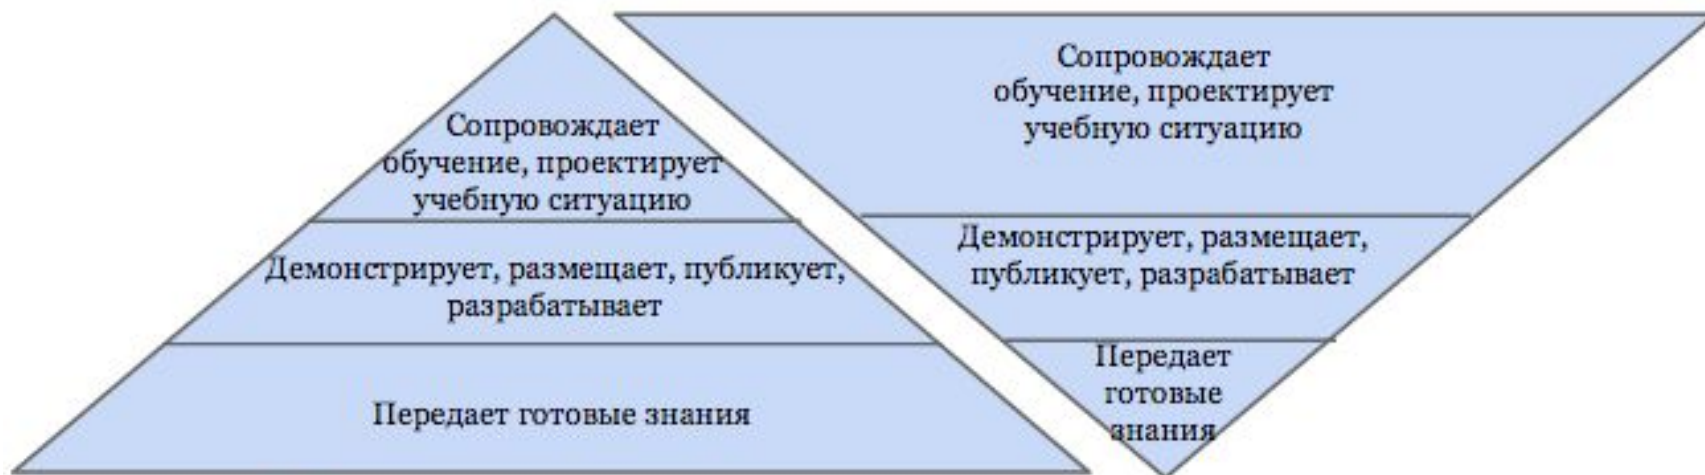 Сопровождает
обучение, проектирует
учебную ситуацию
Демонстрирует, размещает, публикует,
разрабатывает
Передает готовые знания
Сопровождает
обучение, проектирует
учебную ситуацию
Демонстрирует, размещает,
публикует, разрабатывает
Передает
готовые
знания